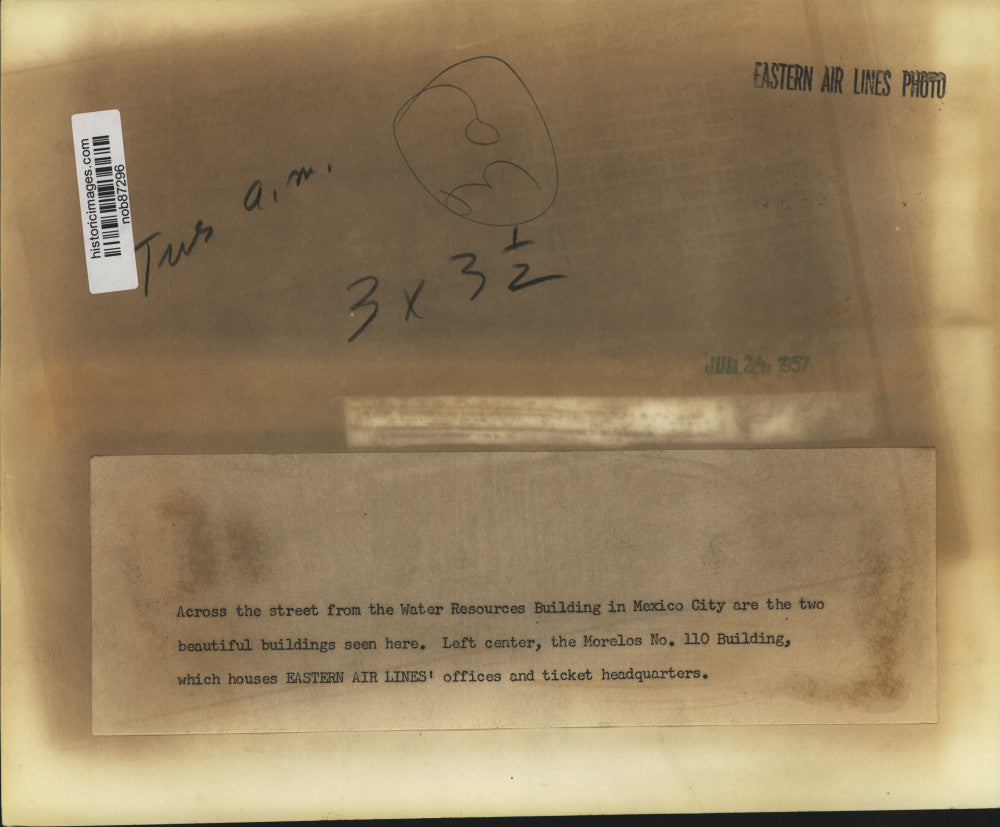 EASTERN AIR LINES PHOTO
historicimages.com
nob87296
Tues a.m.
3 x 3 1/2
1957
Across the street from the Water Resources Building in Mexico City are the two
beautiful buildings seen here. Left center, the Morelos No. 110 Building,
which houses EASTERN AIR LINES' offices and ticket headquarters.